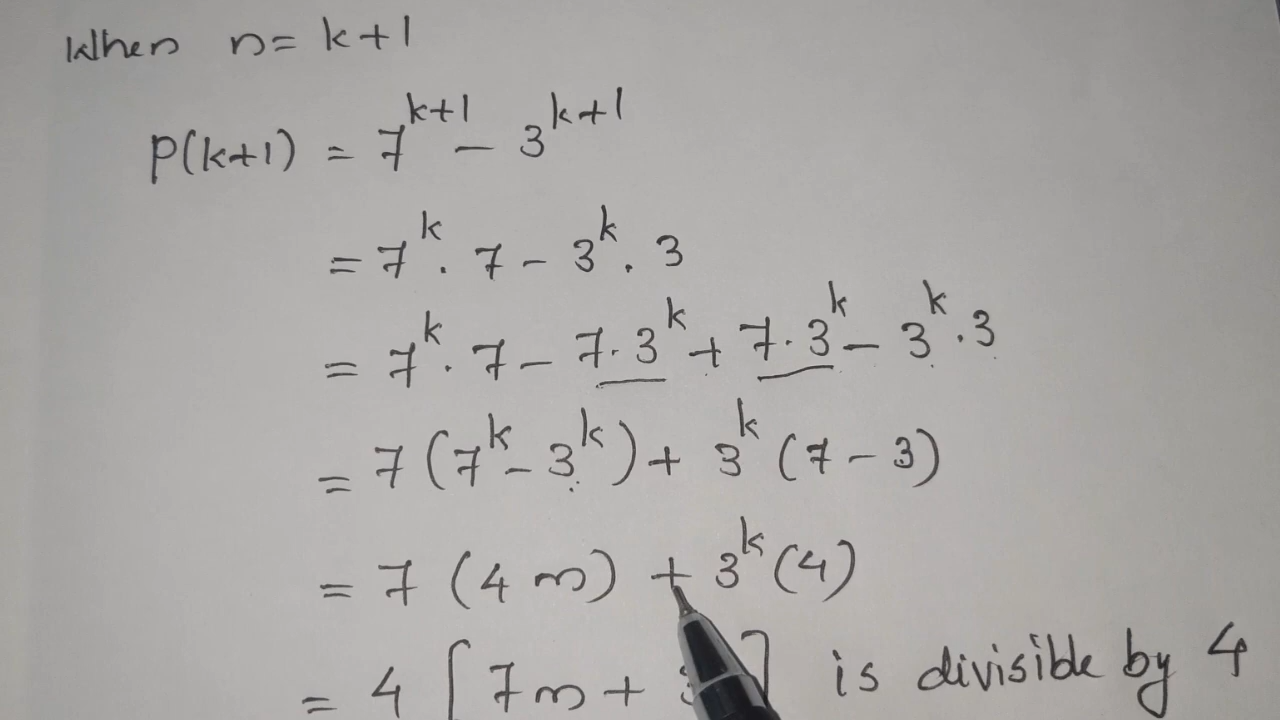 When n = k+1
P(k+1) = 7^{k+1} - 3^{k+1}
= 7^k . 7 - 3^k . 3
= 7^k . 7 - 7 . 3^k + 7 . 3^k - 3^k . 3
= 7 (7^k - 3^k) + 3^k (7 - 3)
= 7 (4 m) + 3^k (4)
= 4 [ 7m + ] is divisible by 4